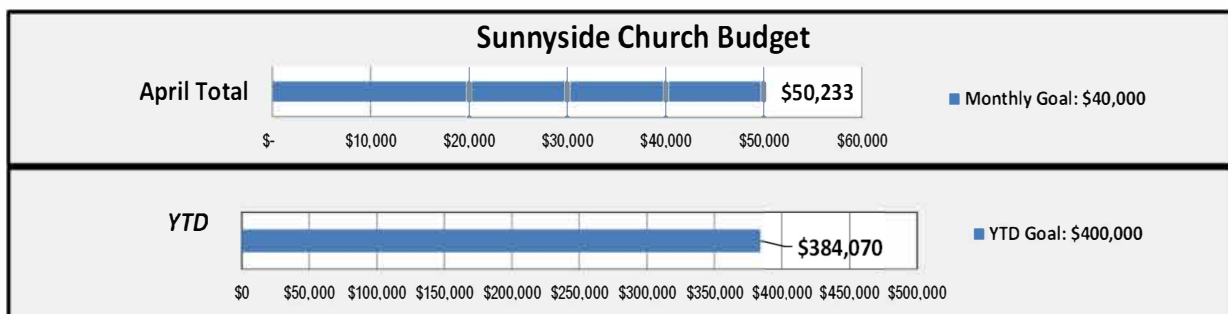 Sunnyside Church Budget
April Total
$50,233
Monthly Goal: $40,000
$- $10,000 $20,000 $30,000 $40,000 $50,000 $60,000
YTD
$384,070
YTD Goal: $400,000
$0 $50,000 $100,000 $150,000 $200,000 $250,000 $300,000 $350,000 $400,000 $450,000 $500,000